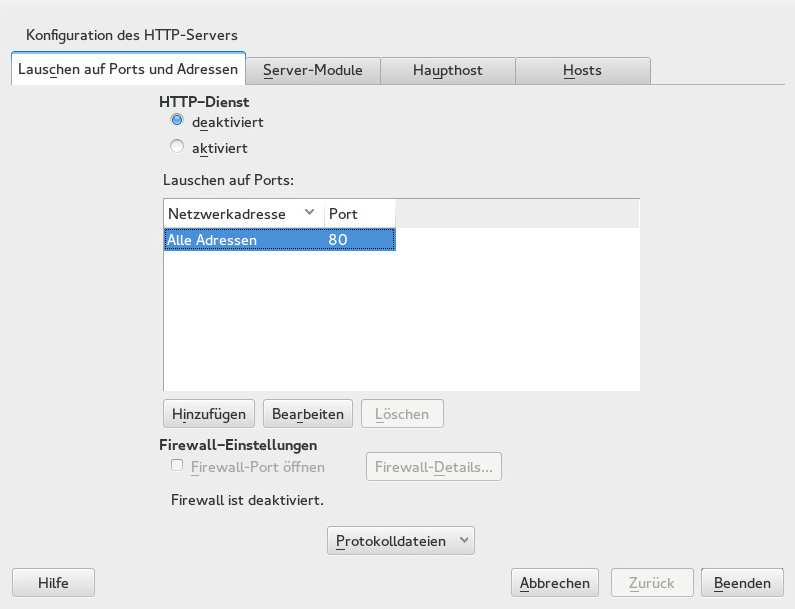 Konfiguration des HTTP-Servers
Lauschen auf Ports und Adressen Server-Module Haupthost Hosts
HTTP-Dienst
deaktiviert
aktiviert
Lauschen auf Ports:
Netzwerkadresse Port
Alle Adressen 80
Hinzufügen Bearbeiten Löschen
Firewall-Einstellungen
Firewall-Port öffnen Firewall-Details...
Firewall ist deaktiviert.
Protokolldateien
Hilfe Abbrechen Zurück Beenden